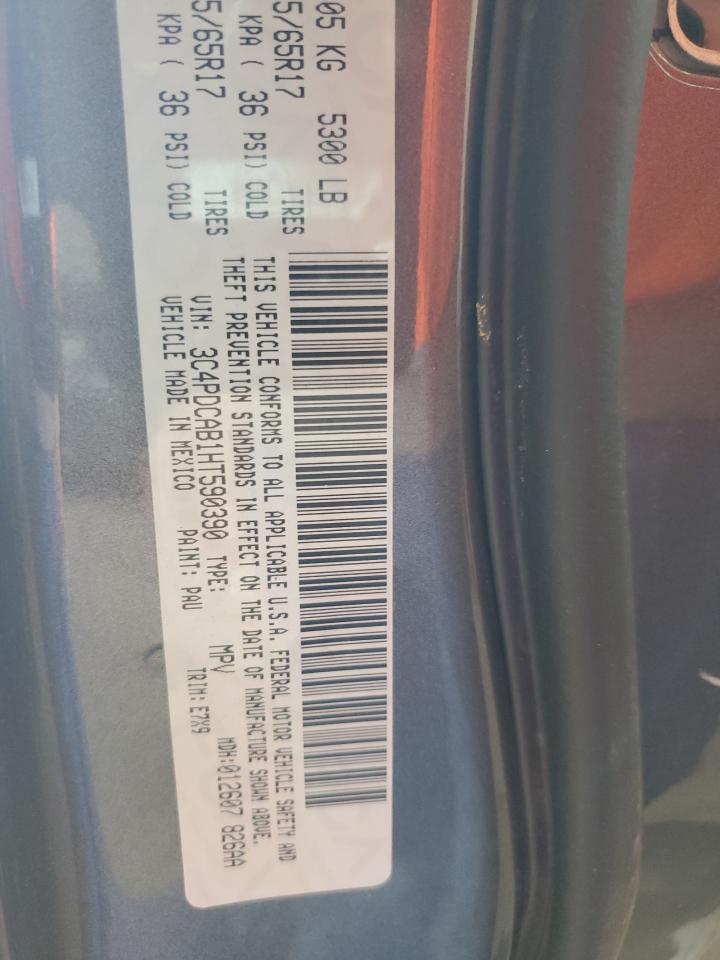 05 KG 5300 LB
5/65R17 TIRES
KPA ( 36 PSI) COLD
5/65R17 TIRES
KPA ( 36 PSI) COLD
THIS VEHICLE CONFORMS TO ALL APPLICABLE U.S.A. FEDERAL MOTOR VEHICLE SAFETY AND
THEFT PREVENTION STANDARDS IN EFFECT ON THE DATE OF MANUFACTURE SHOWN ABOVE.
VIN: 3C4PDCAB1HT590390 TYPE: MPV MDH:012607 826AA
VEHICLE MADE IN MEXICO PAINT: PAU TRIM: E7X9